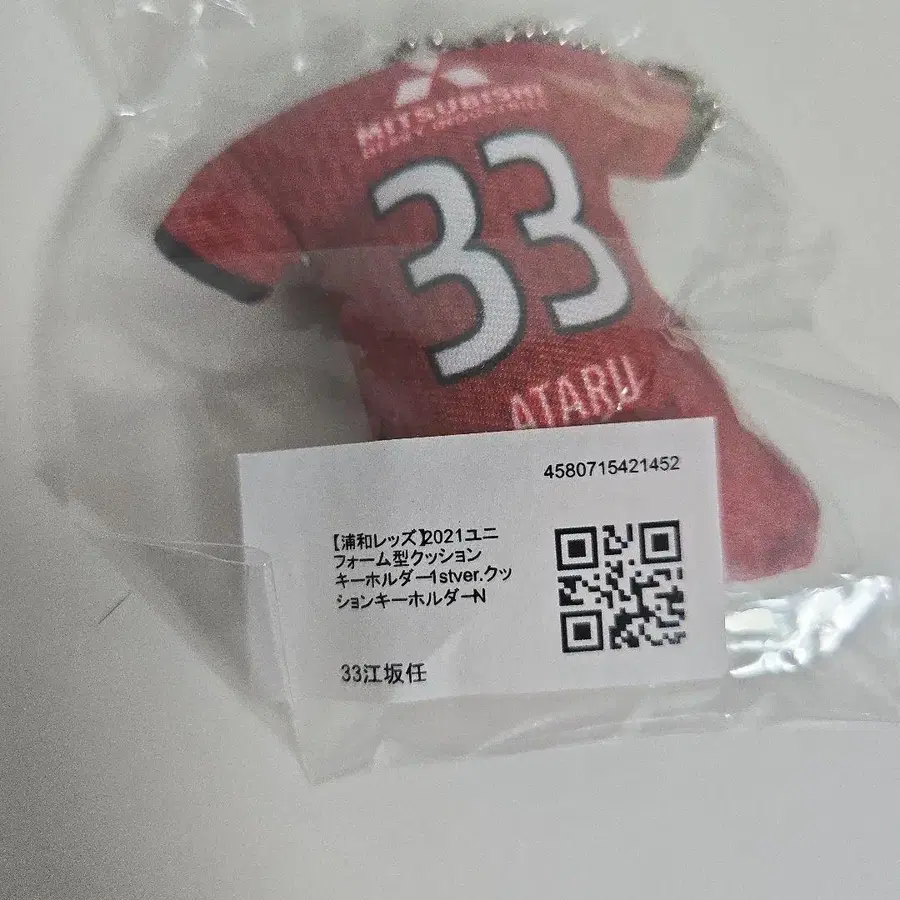 MITSUBISHI
HEAVY INDUSTRIES
33
ATARU
4580715421452
【浦和レッズ】2021ユニ
フォーム型クッション
キーホルダー1stver.クッ
ションキーホルダーN
33江坂任